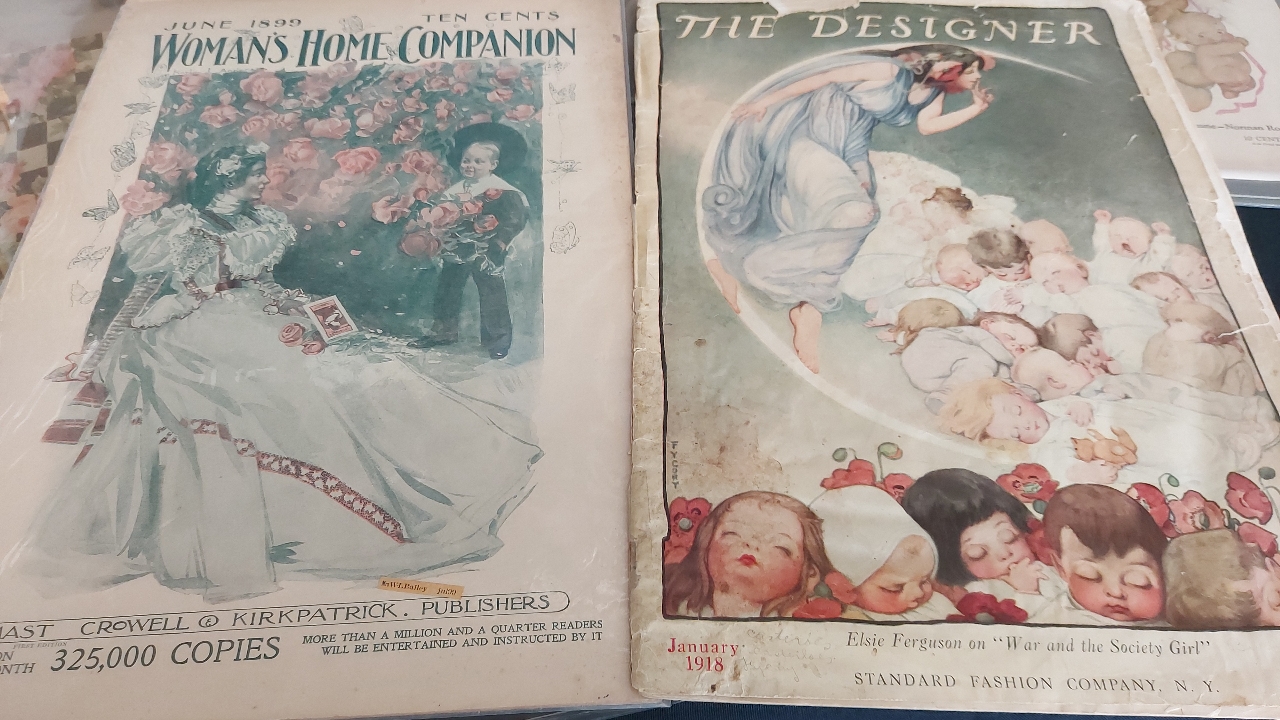 JUNE 1899 TEN CENTS
WOMAN'S HOME COMPANION
MAST CROWELL & KIRKPATRICK. PUBLISHERS
325,000 COPIES
MORE THAN A MILLION AND A QUARTER READERS
WILL BE ENTERTAINED AND INSTRUCTED BY IT
THE DESIGNER
January
1918
Elsie Ferguson on "War and the Society Girl"
STANDARD FASHION COMPANY, N. Y.